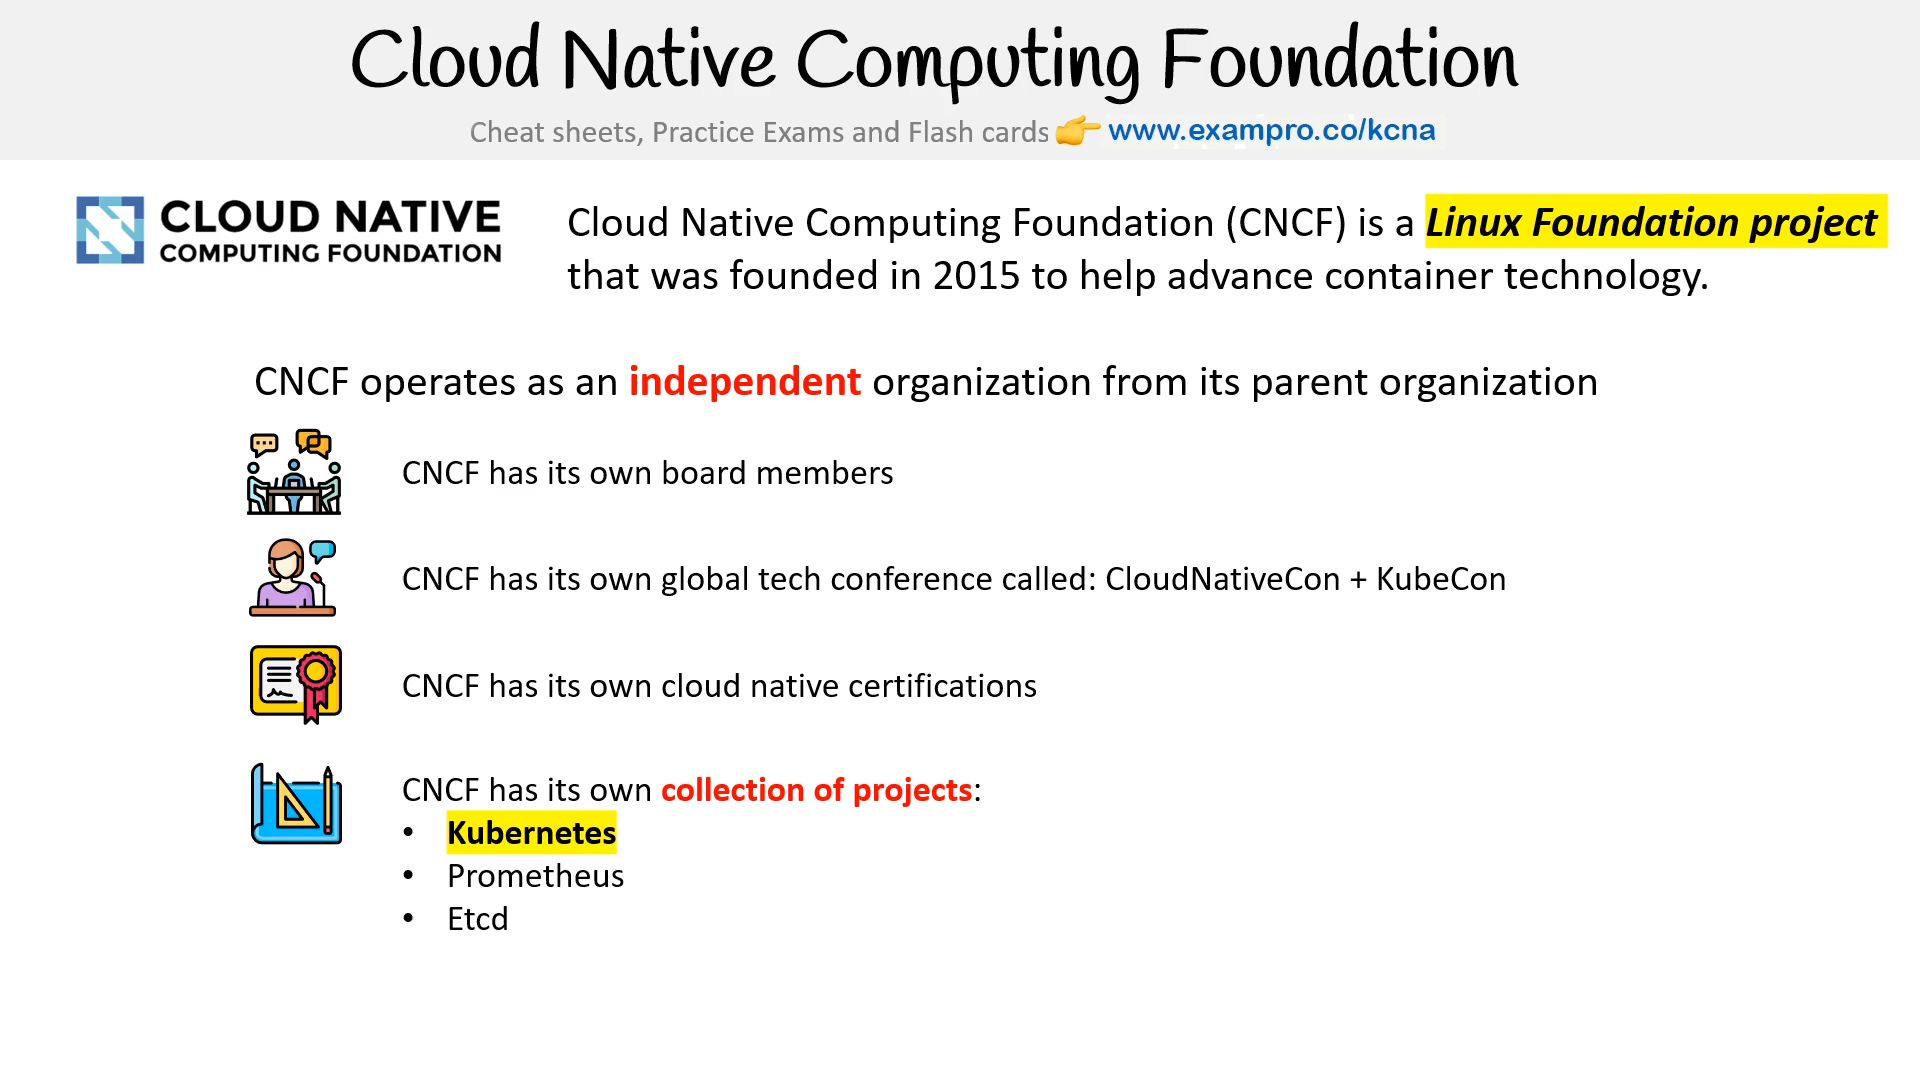 Cloud Native Computing Foundation
Cheat sheets, Practice Exams and Flash cards 👉 www.exampro.co/kcna
CLOUD NATIVE
COMPUTING FOUNDATION
Cloud Native Computing Foundation (CNCF) is a Linux Foundation project
that was founded in 2015 to help advance container technology.
CNCF operates as an independent organization from its parent organization
CNCF has its own board members
CNCF has its own global tech conference called: CloudNativeCon + KubeCon
CNCF has its own cloud native certifications
CNCF has its own collection of projects:
• Kubernetes
• Prometheus
• Etcd